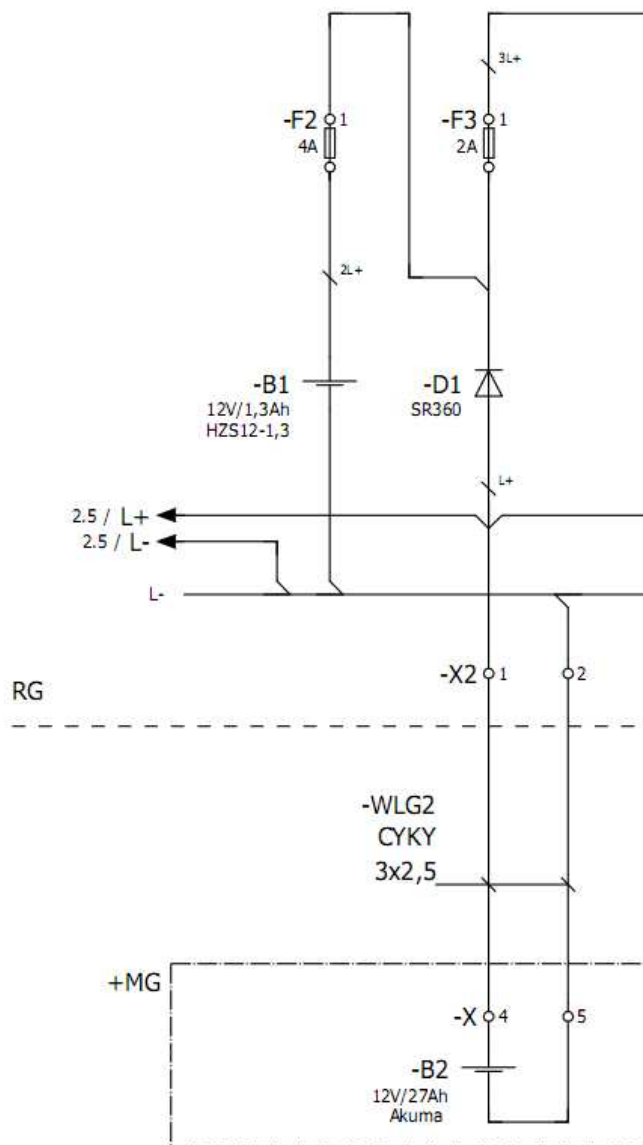 3L+
-F2 1
4A
-F3 1
2A
2L+
-B1
12V/1,3Ah
HZS12-1,3
-D1
SR360
L+
2.5 / L+
2.5 / L-
L-
-X2 1 2
RG
-WLG2
CYKY
3x2,5
+MG
-X 4 5
-B2
12V/27Ah
Akuma